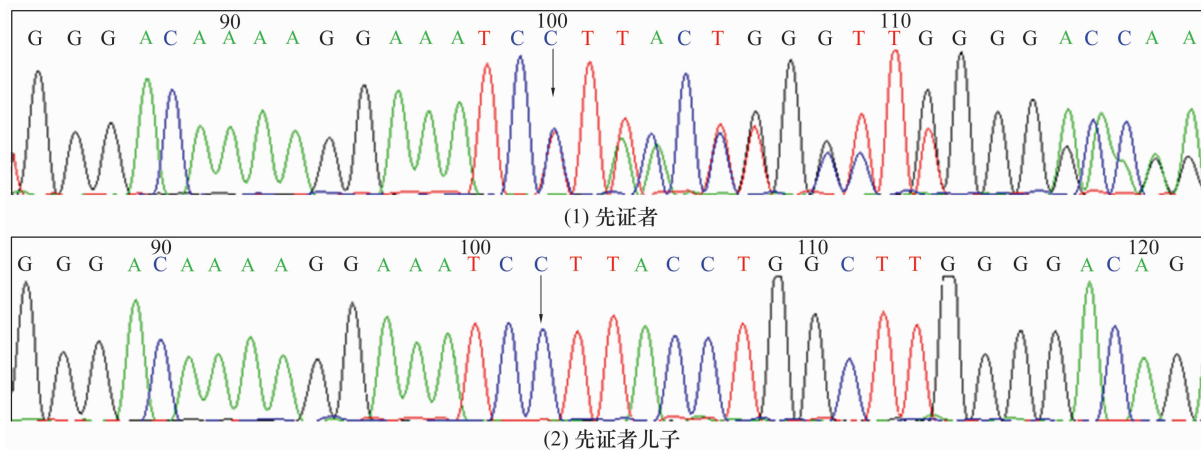 90 100 110
G G G A C A A A A G G A A A T C C T T A C T G G G T T G G G G A C C A A
(1) 先证者
90 100 110 120
G G G A C A A A A G G A A A T C C T T A C C T G G C T T G G G G A C A G
(2) 先证者儿子